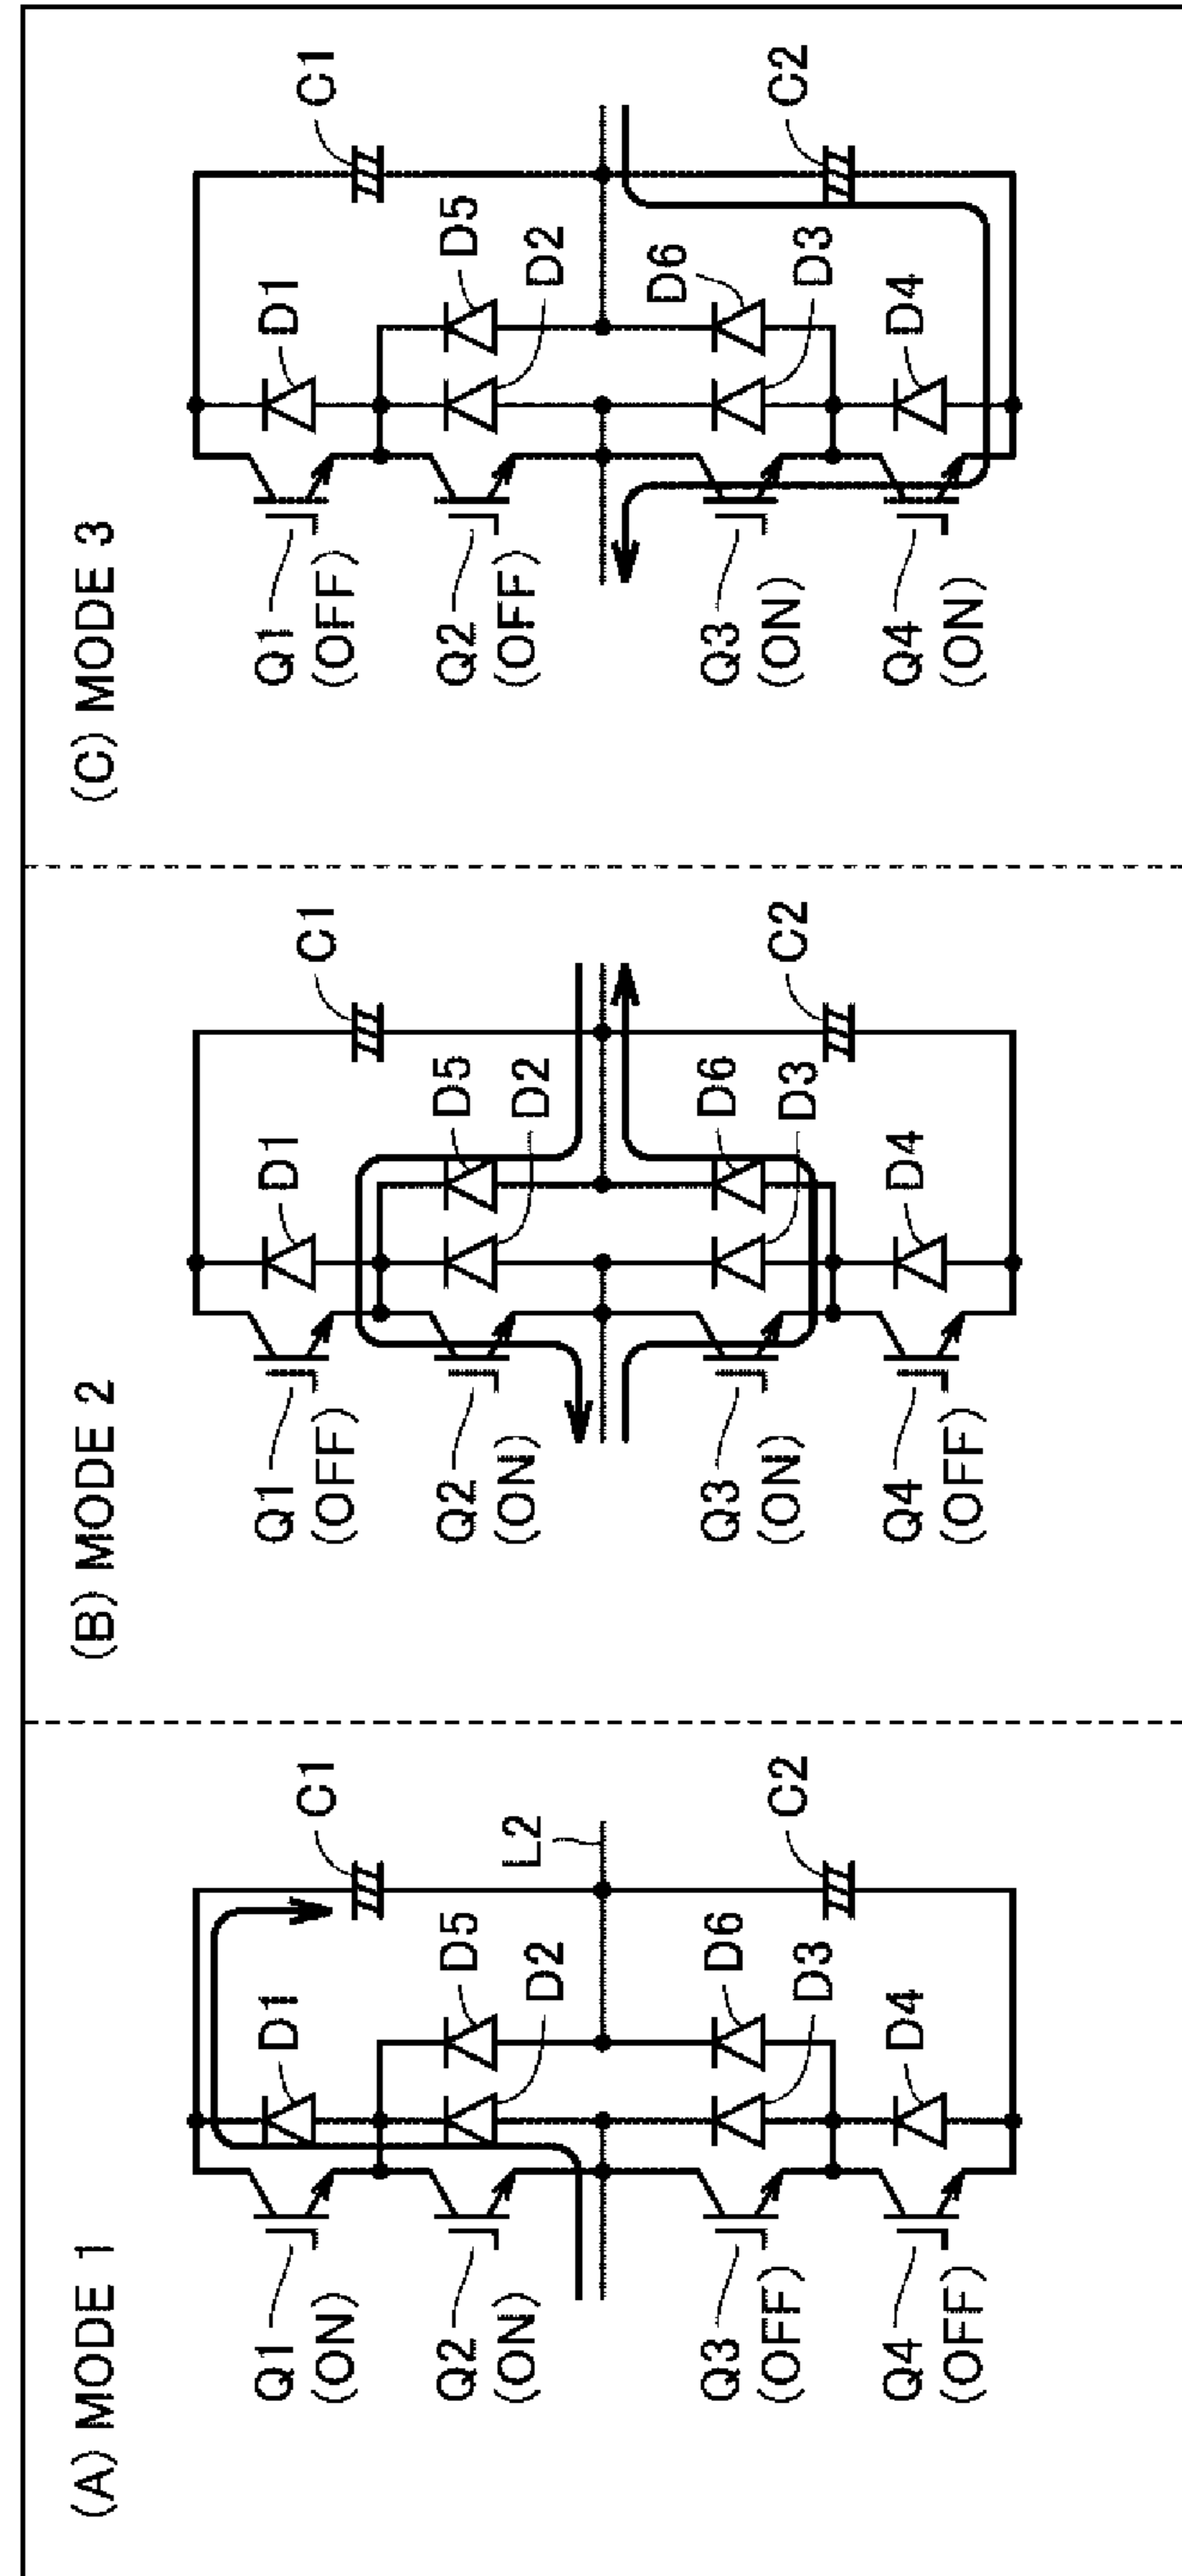 (A) MODE 1
Q1
(ON)
Q2
(ON)
Q3
(OFF)
Q4
(OFF)
D1
D5
D2
D6
D3
D4
C1
L2
C2
(B) MODE 2
Q1
(OFF)
Q2
(ON)
Q3
(ON)
Q4
(OFF)
D1
D5
D2
D6
D3
D4
C1
C2
(C) MODE 3
Q1
(OFF)
Q2
(OFF)
Q3
(ON)
Q4
(ON)
D1
D5
D2
D6
D3
D4
C1
C2